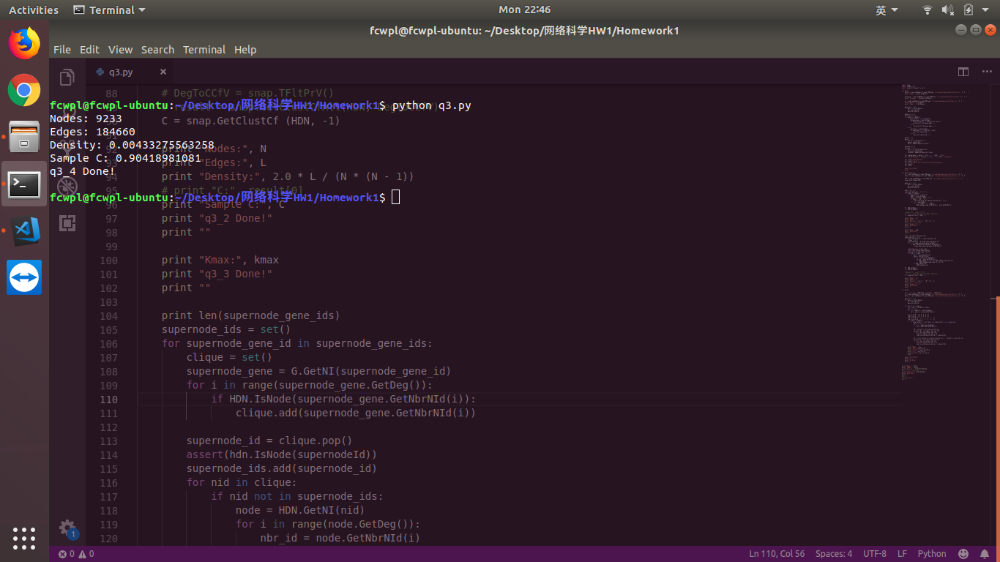 Activities Terminal Mon 22:46 英
fcwpl@fcwpl-ubuntu: ~/Desktop/网络科学HW1/Homework1
File Edit View Search Terminal Help
q3.py
88 # DegToCCfV = snap.TFltPrV()
fcwpl@fcwpl-ubuntu:~/Desktop/网络科学HW1/Homework1$ python q3.py
Nodes: 9233
C = snap.GetClustCf (HDN, -1)
Edges: 184660
91
Density: 0.00433275563258
print "Nodes:", N
Sample C: 0.90418981081
93 print "Edges:", L
q3_4 Done!
94 print "Density:", 2.0 * L / (N * (N - 1))
95 # print "C:", result[0]
fcwpl@fcwpl-ubuntu:~/Desktop/网络科学HW1/Homework1$
96 print "Sample C:", C
97 print "q3_2 Done!"
98 print ""
99
100 print "Kmax:", kmax
101 print "q3_3 Done!"
102 print ""
103
104 print len(supernode_gene_ids)
105 supernode_ids = set()
106 for supernode_gene_id in supernode_gene_ids:
107 clique = set()
108 supernode_gene = G.GetNI(supernode_gene_id)
109 for i in range(supernode_gene.GetDeg()):
110 if HDN.IsNode(supernode_gene.GetNbrNId(i)):
111 clique.add(supernode_gene.GetNbrNId(i))
112
113 supernode_id = clique.pop()
114 assert(hdn.IsNode(supernodeId))
115 supernode_ids.add(supernode_id)
116 for nid in clique:
117 if nid not in supernode_ids:
118 node = HDN.GetNI(nid)
119 for i in range(node.GetDeg()):
120 nbr_id = node.GetNbrNId(i)
1
0 0 Ln 110, Col 56 Spaces: 4 UTF-8 LF Python